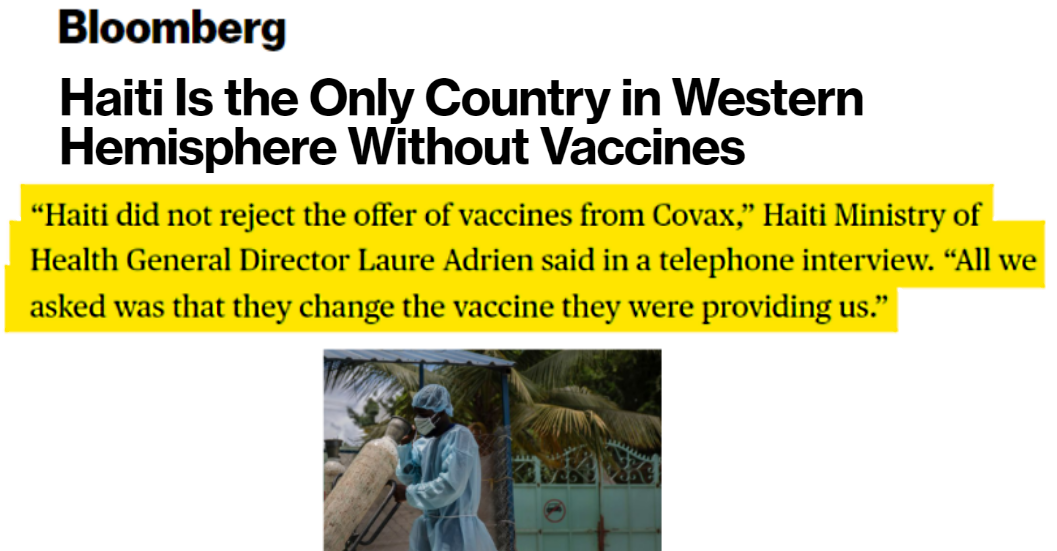 Bloomberg
Haiti Is the Only Country in Western
Hemisphere Without Vaccines
“Haiti did not reject the offer of vaccines from Covax,” Haiti Ministry of
Health General Director Laure Adrien said in a telephone interview. “All we
asked was that they change the vaccine they were providing us.”